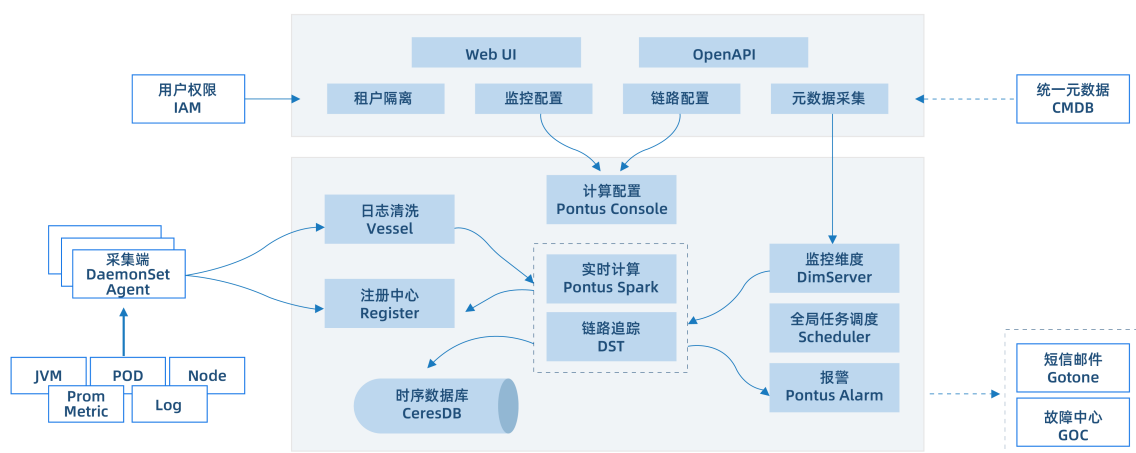 Web UI
OpenAPI
用户权限
IAM
租户隔离
监控配置
链路配置
元数据采集
统一元数据
CMDB
计算配置
Pontus Console
日志清洗
Vessel
采集端
DaemonSet
Agent
实时计算
Pontus Spark
监控维度
DimServer
注册中心
Register
链路追踪
DST
全局任务调度
Scheduler
JVM
POD
Node
Prom
Metric
Log
时序数据库
CeresDB
报警
Pontus Alarm
短信邮件
Gotone
故障中心
GOC